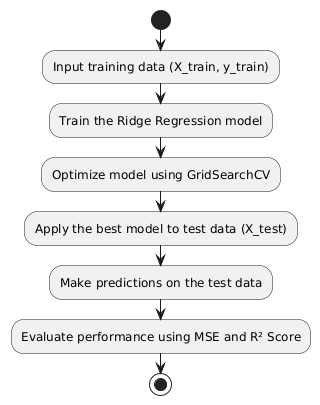 Input training data (X_train, y_train)
Train the Ridge Regression model
Optimize model using GridSearchCV
Apply the best model to test data (X_test)
Make predictions on the test data
Evaluate performance using MSE and R² Score